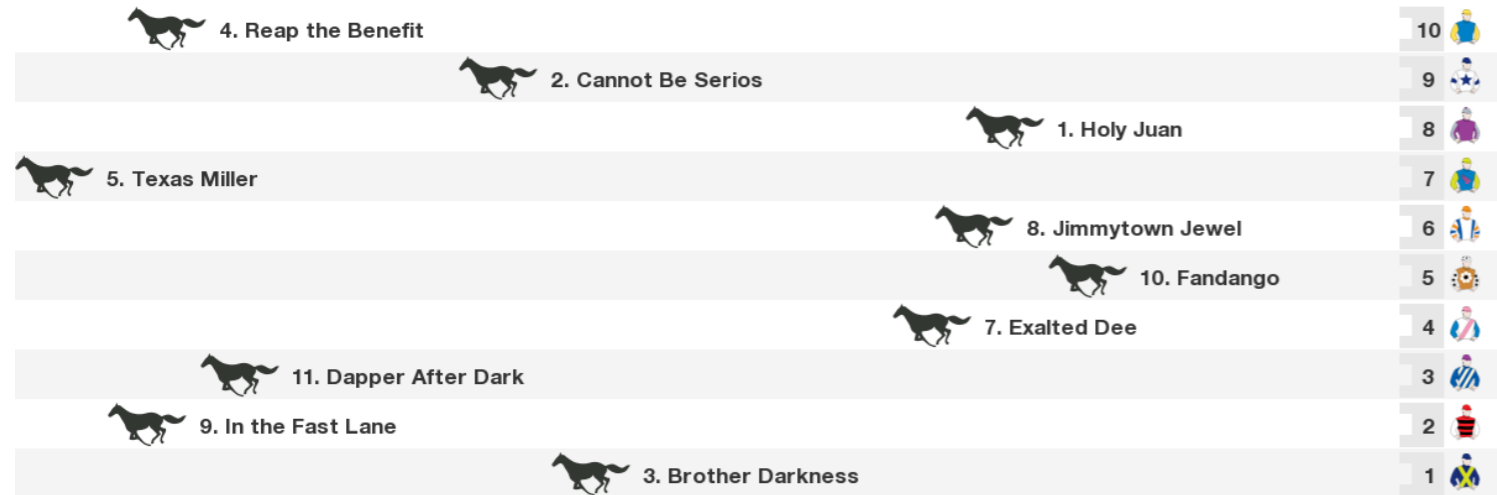 4. Reap the Benefit 10
2. Cannot Be Serios 9
1. Holy Juan 8
5. Texas Miller 7
8. Jimmytown Jewel 6
10. Fandango 5
7. Exalted Dee 4
11. Dapper After Dark 3
9. In the Fast Lane 2
3. Brother Darkness 1